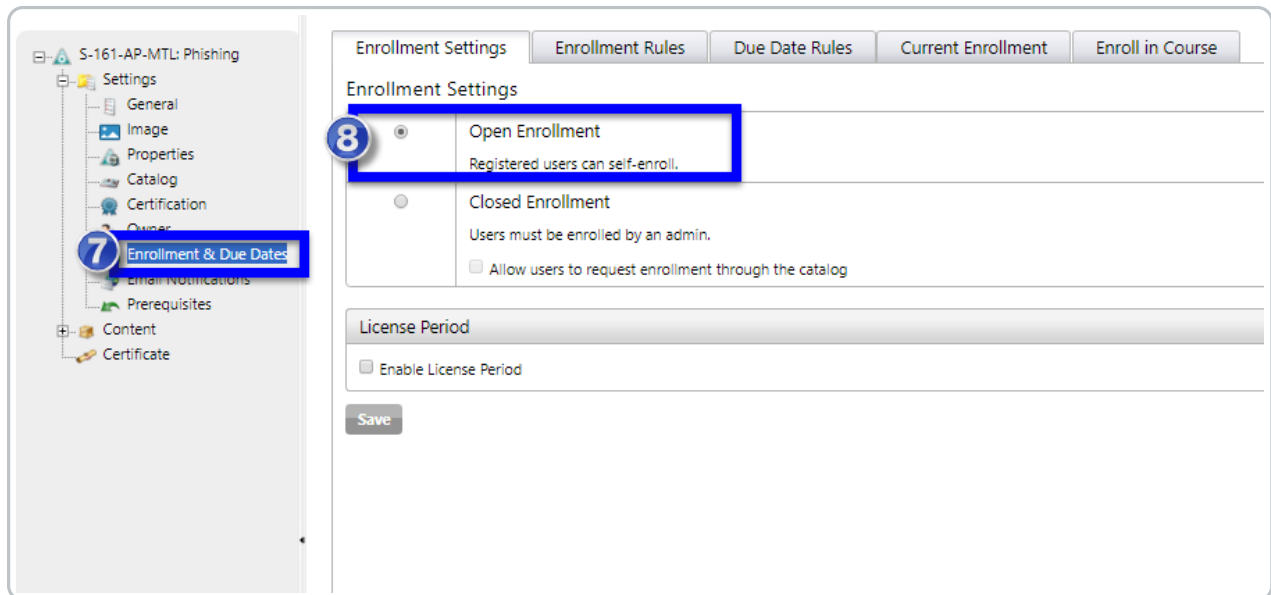 S-161-AP-MTL: Phishing
Settings
General
Image
Properties
Catalog
Certification
Owner
7
Enrollment & Due Dates
Email Notifications
Prerequisites
Content
Certificate
Enrollment Settings Enrollment Rules Due Date Rules Current Enrollment Enroll in Course
Enrollment Settings
8
Open Enrollment
Registered users can self-enroll.
Closed Enrollment
Users must be enrolled by an admin.
Allow users to request enrollment through the catalog
License Period
Enable License Period
Save